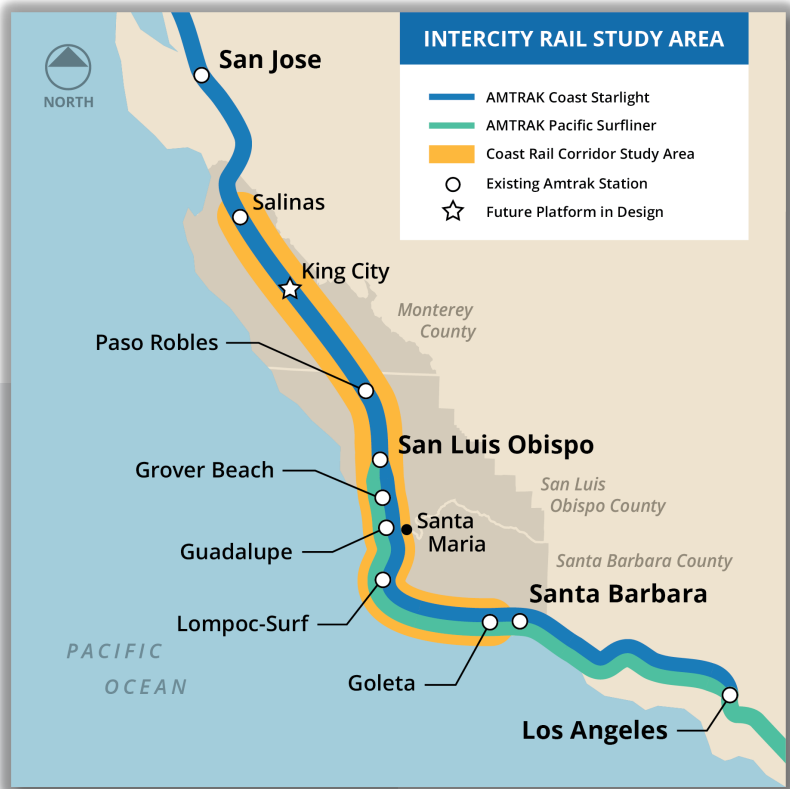 INTERCITY RAIL STUDY AREA
AMTRAK Coast Starlight
AMTRAK Pacific Surfliner
Coast Rail Corridor Study Area
Existing Amtrak Station
Future Platform in Design
NORTH
San Jose
Salinas
King City
Monterey
County
Paso Robles
San Luis Obispo
Grover Beach
San Luis
Obispo County
Santa
Maria
Guadalupe
Santa Barbara County
Santa Barbara
Lompoc-Surf
PACIFIC
OCEAN
Goleta
Los Angeles